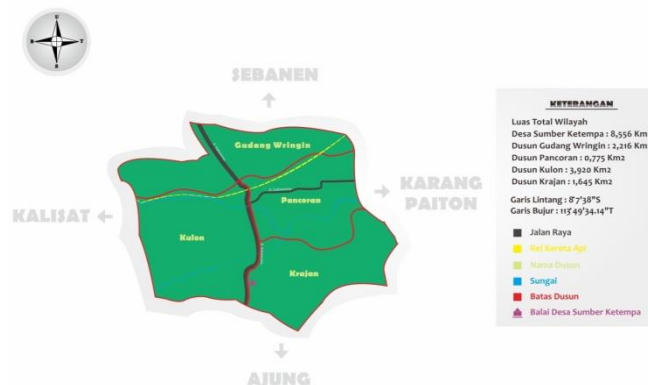 U
B T
S
SEBANEN
Gudang Wringin
KARANG
PAITON
Pancoran
KALISAT
Kulon
Krajan
AJUNG
KETERANGAN
Luas Total Wilayah
Desa Sumber Ketempa : 8,556 Km
Dusun Gudang Wringin : 2,216 Km
Dusun Pancoran : 0,775 Km2
Dusun Kulon : 3,920 Km2
Dusun Krajan : 1,645 Km2
Garis Lintang : 8°7'38"S
Garis Bujur : 113°49'34.14"T
Jalan Raya
Rel Kereta Api
Nama Dusun
Sungai
Batas Dusun
Balai Desa Sumber Ketempa